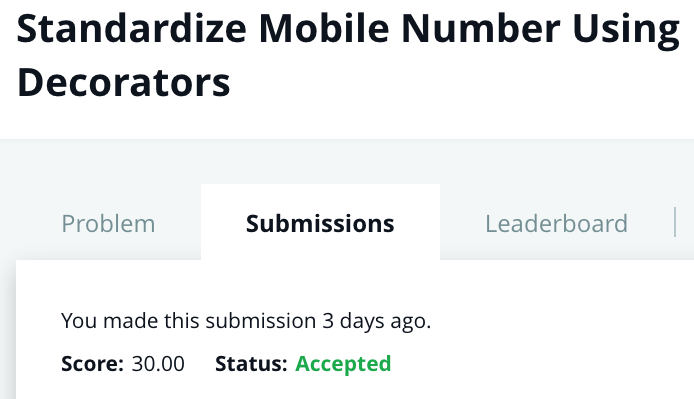 Standardize Mobile Number Using
Decorators
Problem Submissions Leaderboard
You made this submission 3 days ago.
Score: 30.00 Status: Accepted